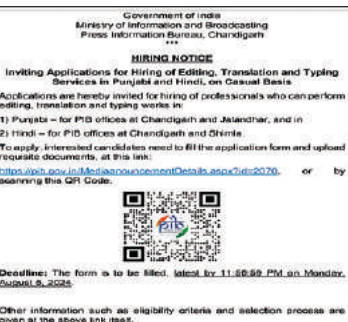 Government of India
Ministry of Information and Broadcasting
Press Information Bureau, Chandigarh
***
HIRING NOTICE
Inviting Applications for Hiring of Editing, Translation and Typing
Services in Punjabi and Hindi, on Casual Basis
Applications are hereby invited for hiring of professionals who can perform
editing, translation and typing works in:
1) Punjabi – for PIB offices at Chandigarh and Jalandhar, and in
2) Hindi – for PIB offices at Chandigarh and Shimla
To apply, interested candidates need to fill the application form and upload
requisite documents, at this link:
https://pib.gov.in/MediaannouncementDetails.aspx?id=2070, or by
scanning this QR Code.
pib
Deadline: The form is to be filled, latest by 11:59:59 PM on Monday,
August 5, 2024.
Other information such as eligibility criteria and selection process are
given at the above link itself.